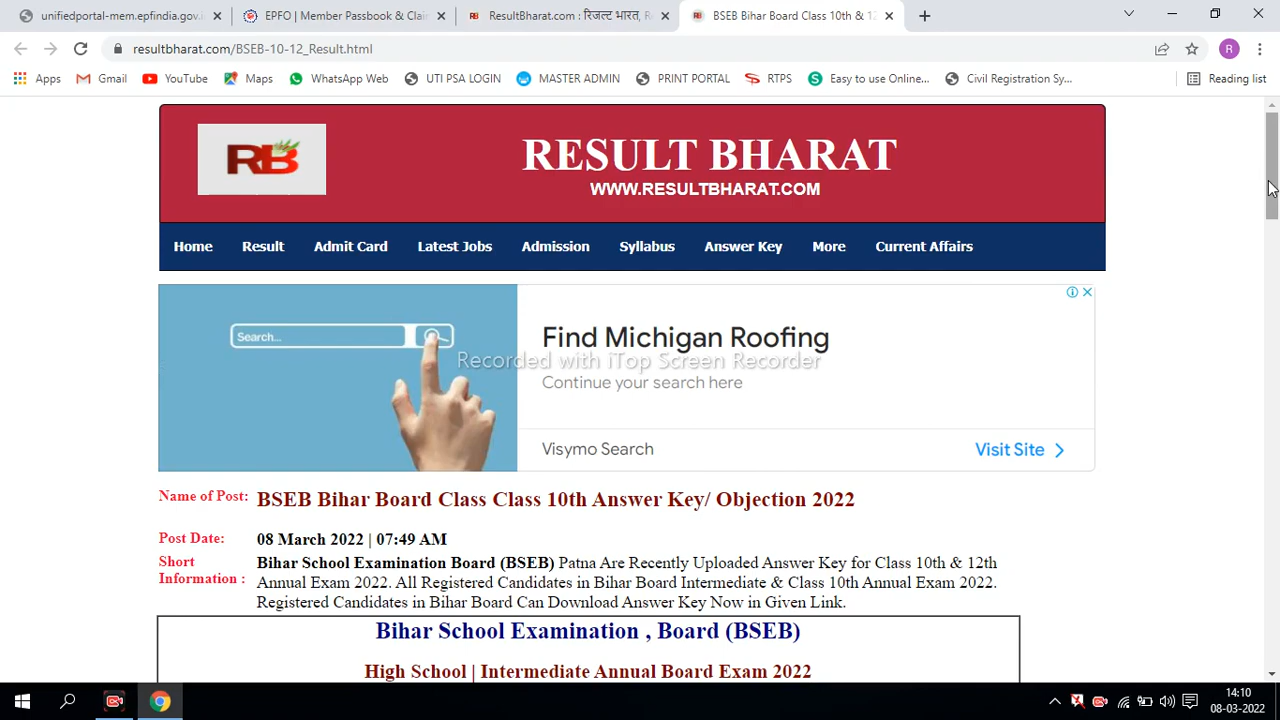 unifiedportal-mem.epfindia.gov.i
EPFO | Member Passbook & Clai
ResultBharat.com : रिजल्ट भारत, R
BSEB Bihar Board Class 10th & 12
resultbharat.com/BSEB-10-12_Result.html
R
Apps
Gmail
YouTube
Maps
WhatsApp Web
UTI PSA LOGIN
MASTER ADMIN
PRINT PORTAL
RTPS
Easy to use Online...
Civil Registration Sy...
Reading list
RB
RESULT BHARAT
WWW.RESULTBHARAT.COM
Home
Result
Admit Card
Latest Jobs
Admission
Syllabus
Answer Key
More
Current Affairs
Search...
Find Michigan Roofing
Recorded with iTop Screen Recorder
Continue your search here
Visymo Search
Visit Site
Name of Post: BSEB Bihar Board Class Class 10th Answer Key/ Objection 2022
Post Date: 08 March 2022 | 07:49 AM
Short Information : Bihar School Examination Board (BSEB) Patna Are Recently Uploaded Answer Key for Class 10th & 12th
Annual Exam 2022. All Registered Candidates in Bihar Board Intermediate & Class 10th Annual Exam 2022.
Registered Candidates in Bihar Board Can Download Answer Key Now in Given Link.
Bihar School Examination , Board (BSEB)
High School | Intermediate Annual Board Exam 2022
14:10
08-03-2022